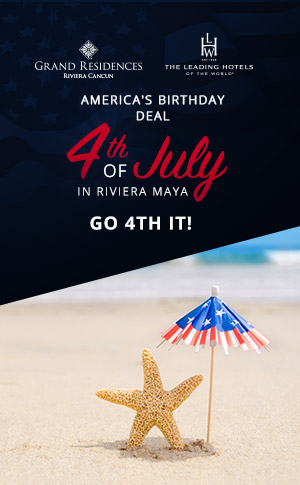 GRAND RESIDENCES
RIVIERA CANCUN
THE LEADING HOTELS
OF THE WORLD®
AMERICA'S BIRTHDAY
DEAL
4th
OF July
IN RIVIERA MAYA
GO 4TH IT!